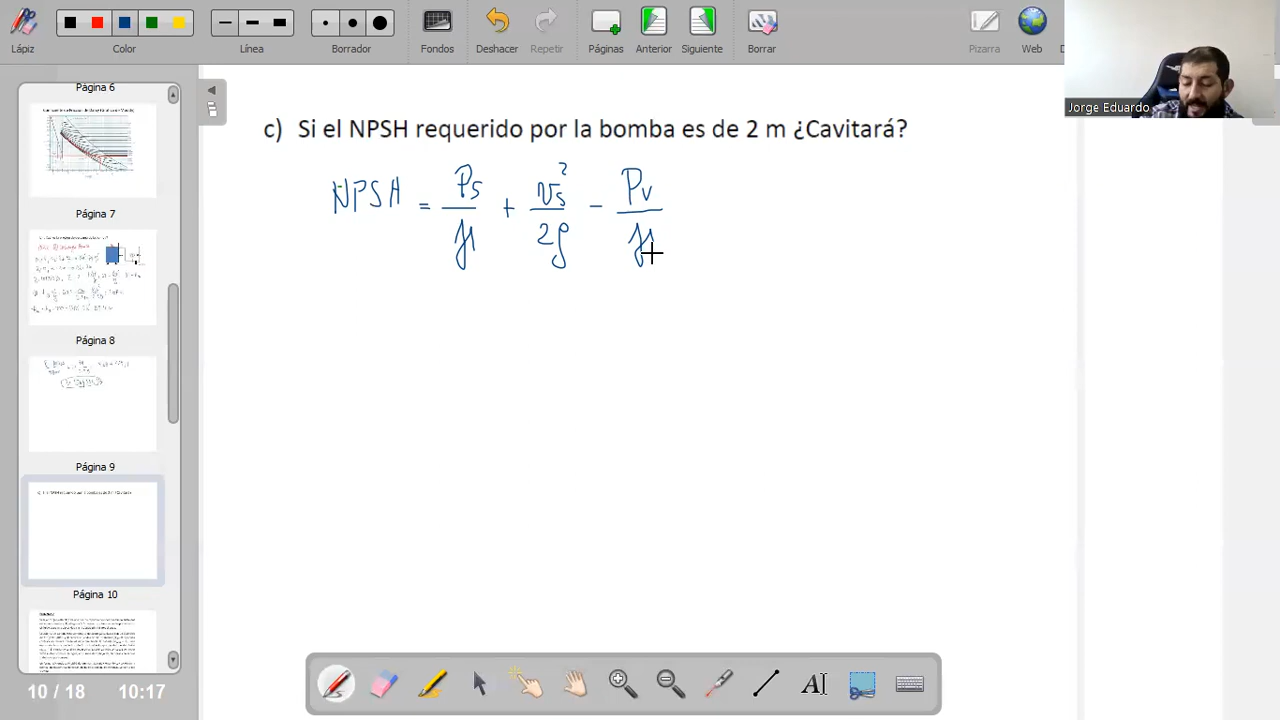 Lápiz
Color
Línea
Borrador
Fondos
Deshacer
Repetir
Páginas
Anterior
Siguiente
Borrar
Pizarra
Web
Jorge Eduardo
Página 6
Página 7
Página 8
Página 9
Página 10
10 / 18
10:17
c) Si el NPSH requerido por la bomba es de 2 m ¿Cavitará?
NPSH = Ps/γ + vs²/2g − Pv/γ